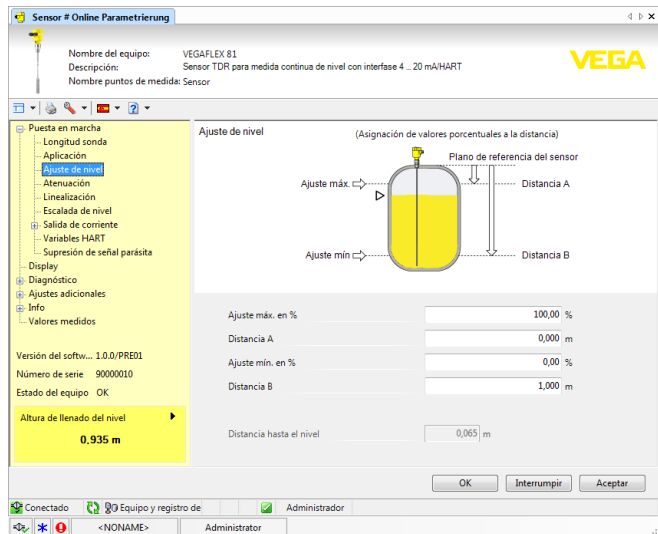 Sensor # Online Parametrierung
Nombre del equipo: VEGAFLEX 81
Descripción: Sensor TDR para medida continua de nivel con interfase 4 .. 20 mA/HART
Nombre puntos de medida: Sensor
VEGA
Puesta en marcha
Longitud sonda
Aplicación
Ajuste de nivel
Atenuación
Linealización
Escalada de nivel
Salida de corriente
Variables HART
Supresión de señal parásita
Display
Diagnóstico
Ajustes adicionales
Info
Valores medidos
Versión del softw... 1.0.0/PRE01
Número de serie 90000010
Estado del equipo OK
Altura de llenado del nivel
0,935 m
Ajuste de nivel
(Asignación de valores porcentuales a la distancia)
Plano de referencia del sensor
Ajuste máx.
Distancia A
Ajuste mín
Distancia B
Ajuste máx. en % 100,00 %
Distancia A 0,000 m
Ajuste mín. en % 0,00 %
Distancia B 1,000 m
Distancia hasta el nivel 0,065 m
OK Interrumpir Aceptar
Conectado Equipo y registro de Administrador
<NONAME> Administrator